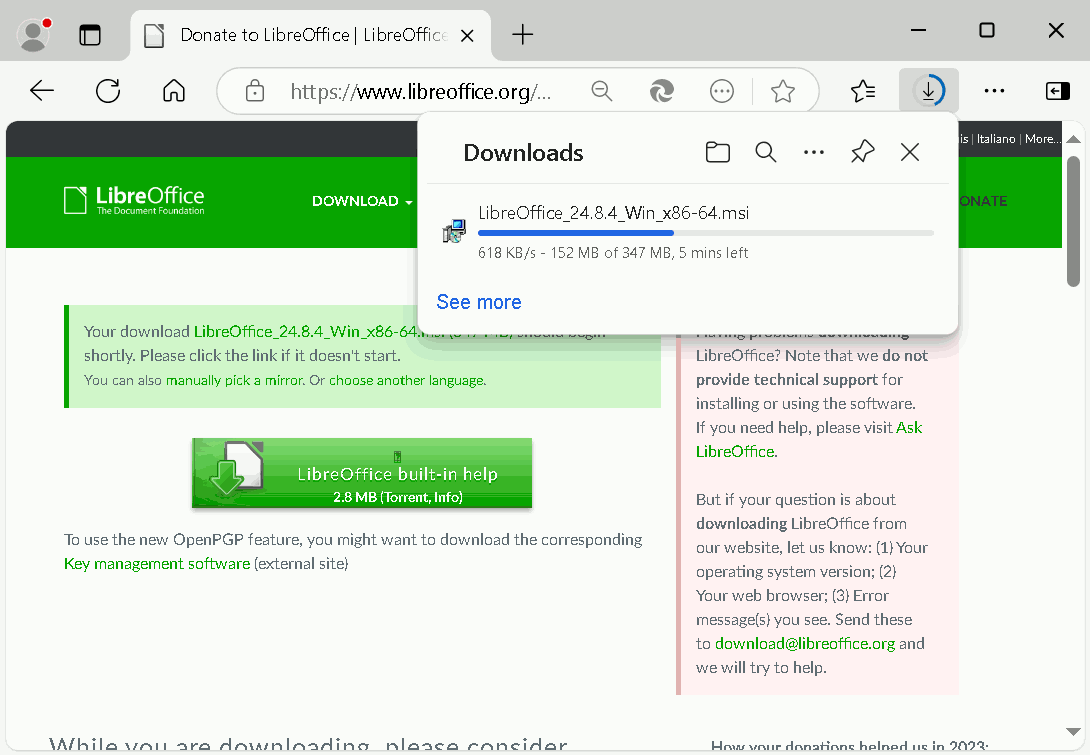 Donate to LibreOffice | LibreOffice
https://www.libreoffice.org/...
Downloads
LibreOffice_24.8.4_Win_x86-64.msi
618 KB/s - 152 MB of 347 MB, 5 mins left
See more
is | Italiano | More...
LibreOffice
The Document Foundation
DOWNLOAD
ONATE
Your download LibreOffice_24.8.4_Win_x86-64.msi (347 MB) should begin
shortly. Please click the link if it doesn't start.
You can also manually pick a mirror. Or choose another language.
LibreOffice built-in help
2.8 MB (Torrent, Info)
To use the new OpenPGP feature, you might want to download the corresponding
Key management software (external site)
Having problems downloading
LibreOffice? Note that we do not
provide technical support for
installing or using the software.
If you need help, please visit Ask
LibreOffice.
But if your question is about
downloading LibreOffice from
our website, let us know: (1) Your
operating system version; (2)
Your web browser; (3) Error
message(s) you see. Send these
to download@libreoffice.org and
we will try to help.
While you are downloading, please consider
How your donations helped us in 2023: